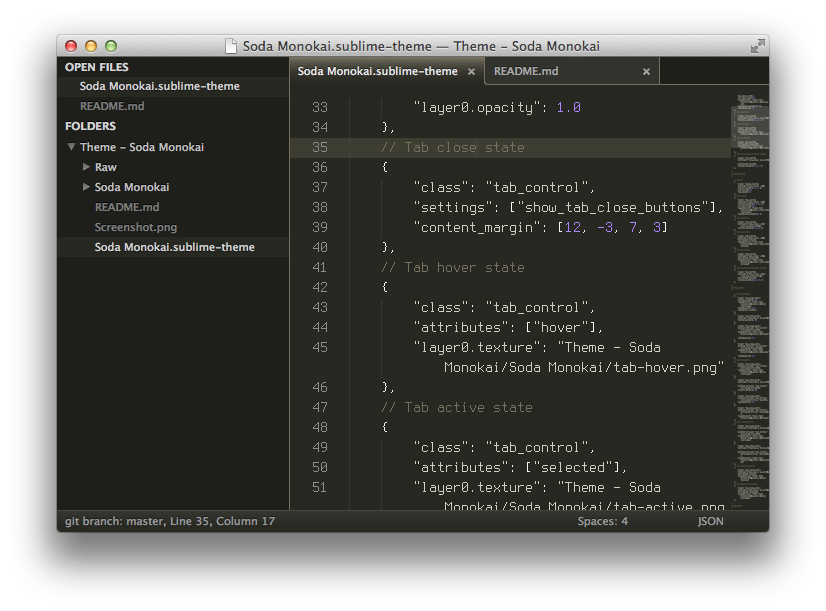 Soda Monokai.sublime-theme — Theme - Soda Monokai
OPEN FILES
Soda Monokai.sublime-theme
README.md
FOLDERS
Theme - Soda Monokai
Raw
Soda Monokai
README.md
Screenshot.png
Soda Monokai.sublime-theme
Soda Monokai.sublime-theme × README.md ×
33 "layer0.opacity": 1.0
34 },
35 // Tab close state
36 {
37 "class": "tab_control",
38 "settings": ["show_tab_close_buttons"],
39 "content_margin": [12, -3, 7, 3]
40 },
41 // Tab hover state
42 {
43 "class": "tab_control",
44 "attributes": ["hover"],
45 "layer0.texture": "Theme - Soda
Monokai/Soda Monokai/tab-hover.png"
46 },
47 // Tab active state
48 {
49 "class": "tab_control",
50 "attributes": ["selected"],
51 "layer0.texture": "Theme - Soda
Monokai/Soda Monokai/tab-active.png
git branch: master, Line 35, Column 17 Spaces: 4 JSON